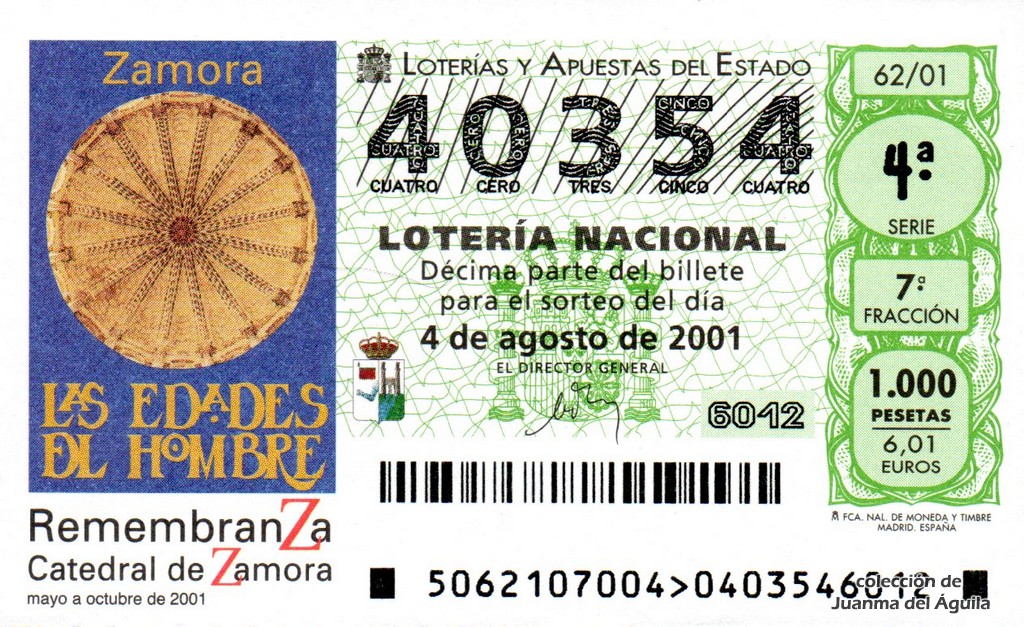 Zamora
LAS EDADES
DEL HOMBRE
RemembranZa
Catedral de Zamora
mayo a octubre de 2001
LOTERÍAS Y APUESTAS DEL ESTADO
40354
CUATRO CERO TRES CINCO CUATRO
LOTERÍA NACIONAL
Décima parte del billete
para el sorteo del día
4 de agosto de 2001
EL DIRECTOR GENERAL
6012
62/01
4ª
SERIE
7ª
FRACCIÓN
1.000
PESETAS
6,01
EUROS
FCA. NAL. DE MONEDA Y TIMBRE
MADRID. ESPAÑA
5062107004>0403546012
colección de
Juanma del Águila